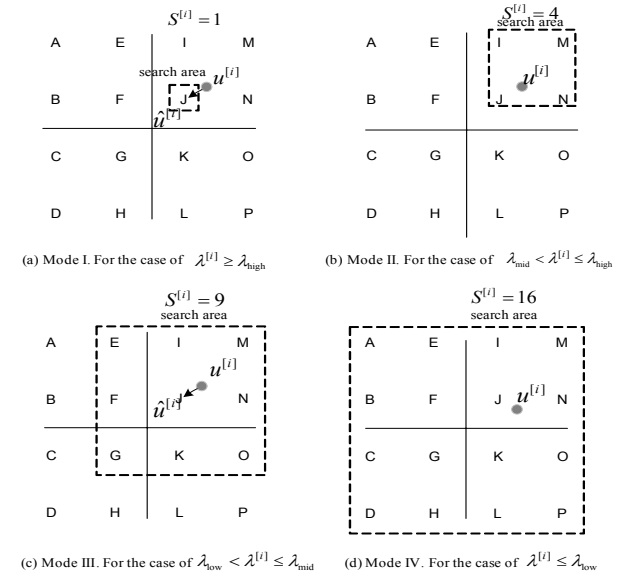 S^[i] = 1
A E I M
search area
u^[i]
B F J N
û^[i]
C G K O
D H L P
(a) Mode I. For the case of λ^[i] ≥ λ_high
S^[i] = 4
search area
A E I M
u^[i]
B F J N
C G K O
D H L P
(b) Mode II. For the case of λ_mid < λ^[i] ≤ λ_high
S^[i] = 9
search area
A E I M
u^[i]
B F J N
û^[i]
C G K O
D H L P
(c) Mode III. For the case of λ_low < λ^[i] ≤ λ_mid
S^[i] = 16
search area
A E I M
u^[i]
B F J N
C G K O
D H L P
(d) Mode IV. For the case of λ^[i] ≤ λ_low